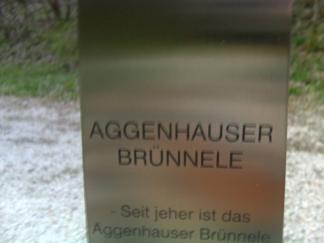 AGGENHAUSER
BRÜNNELE
- Seit jeher ist das
Aggenhauser Brünnele